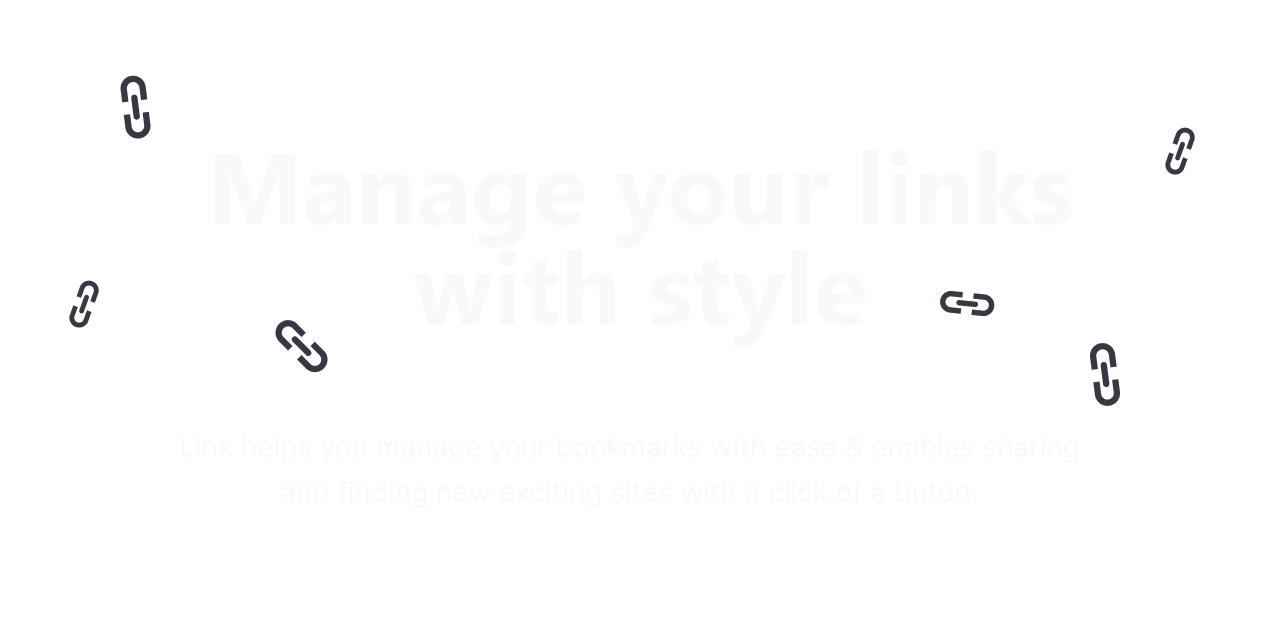 Manage your links
with style
Linx helps you manage your bookmarks with ease & enables sharing
and finding new exciting sites with a click of a buton.